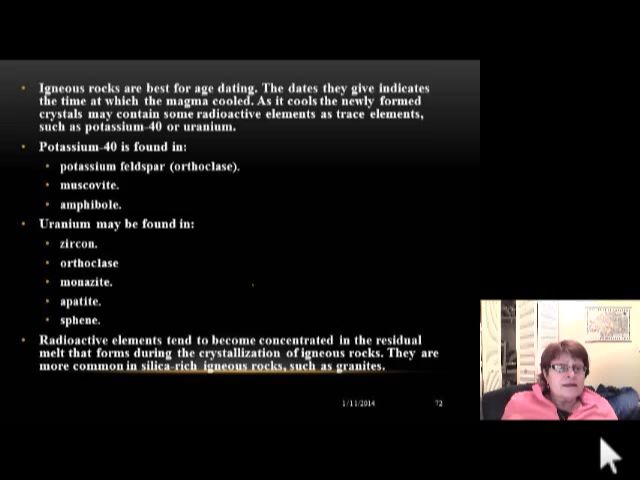 Igneous rocks are best for age dating. The dates they give indicates
the time at which the magma cooled. As it cools the newly formed
crystals may contain some radioactive elements as trace elements,
such as potassium-40 or uranium.
Potassium-40 is found in:
potassium feldspar (orthoclase).
muscovite.
amphibole.
Uranium may be found in:
zircon.
orthoclase
monazite.
apatite.
sphene.
Radioactive elements tend to become concentrated in the residual
melt that forms during the crystallization of igneous rocks. They are
more common in silica-rich igneous rocks, such as granites.
1/11/2014 72